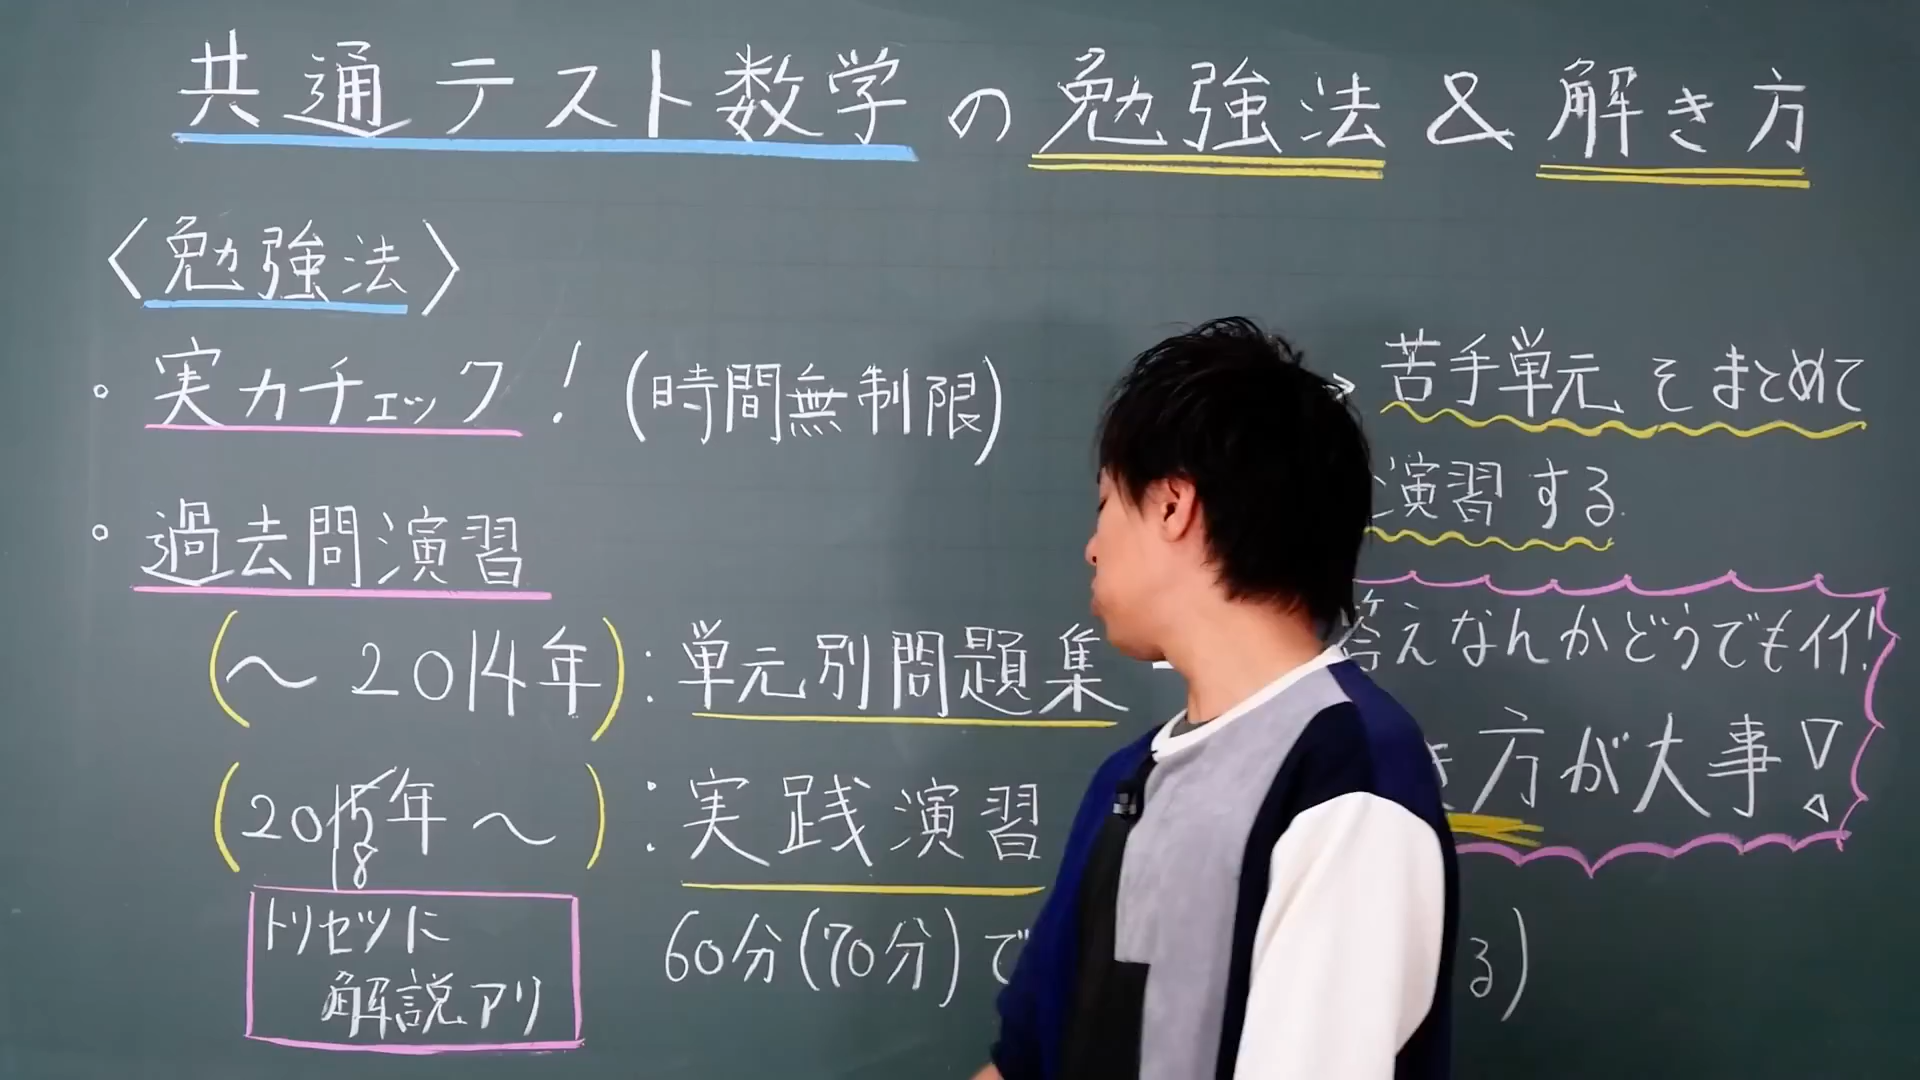 共通テスト数学の勉強法&解き方
〈勉強法〉
・実力チェック!(時間無制限)
→苦手単元をまとめて
演習する
・過去問演習
(~2014年):単元別問題集
答えなんかどうでもイイ!
き方が大事!
(2015年~):実践演習
8
60分(70分)で
る)
トリセツに
解説アリ